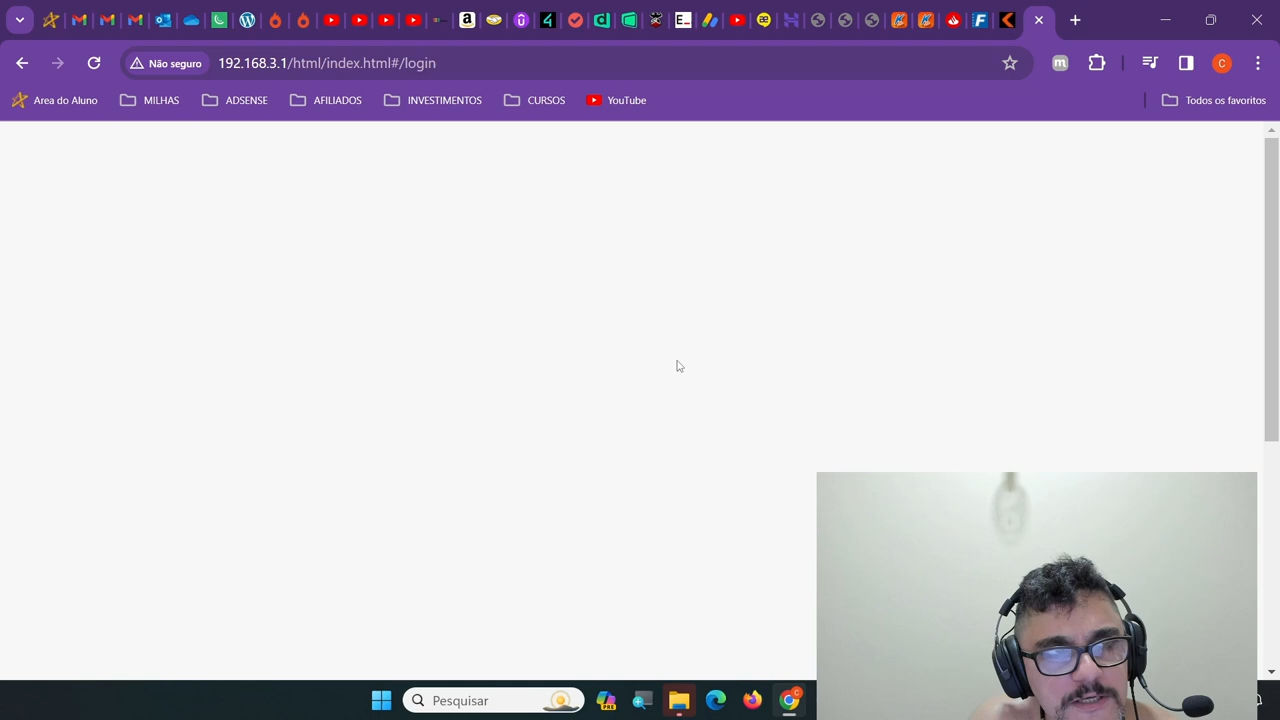 Não seguro
192.168.3.1/html/index.html#/login
Area do Aluno
MILHAS
ADSENSE
AFILIADOS
INVESTIMENTOS
CURSOS
YouTube
Todos os favoritos
Pesquisar